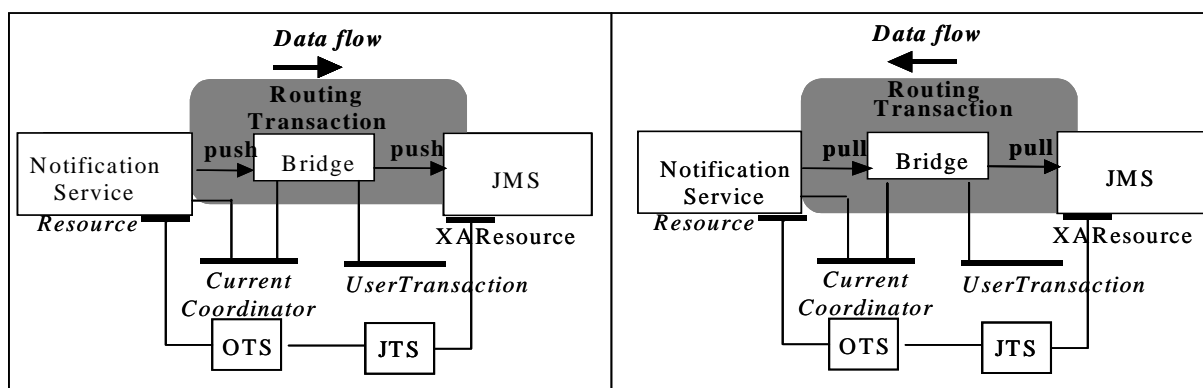 Data flow
Routing
Transaction
push
push
Notification
Service
Bridge
JMS
Resource
XAResource
Current
Coordinator
UserTransaction
OTS
JTS
Data flow
Routing
Transaction
pull
pull
Notification
Service
Bridge
JMS
Resource
XAResource
Current
Coordinator
UserTransaction
OTS
JTS